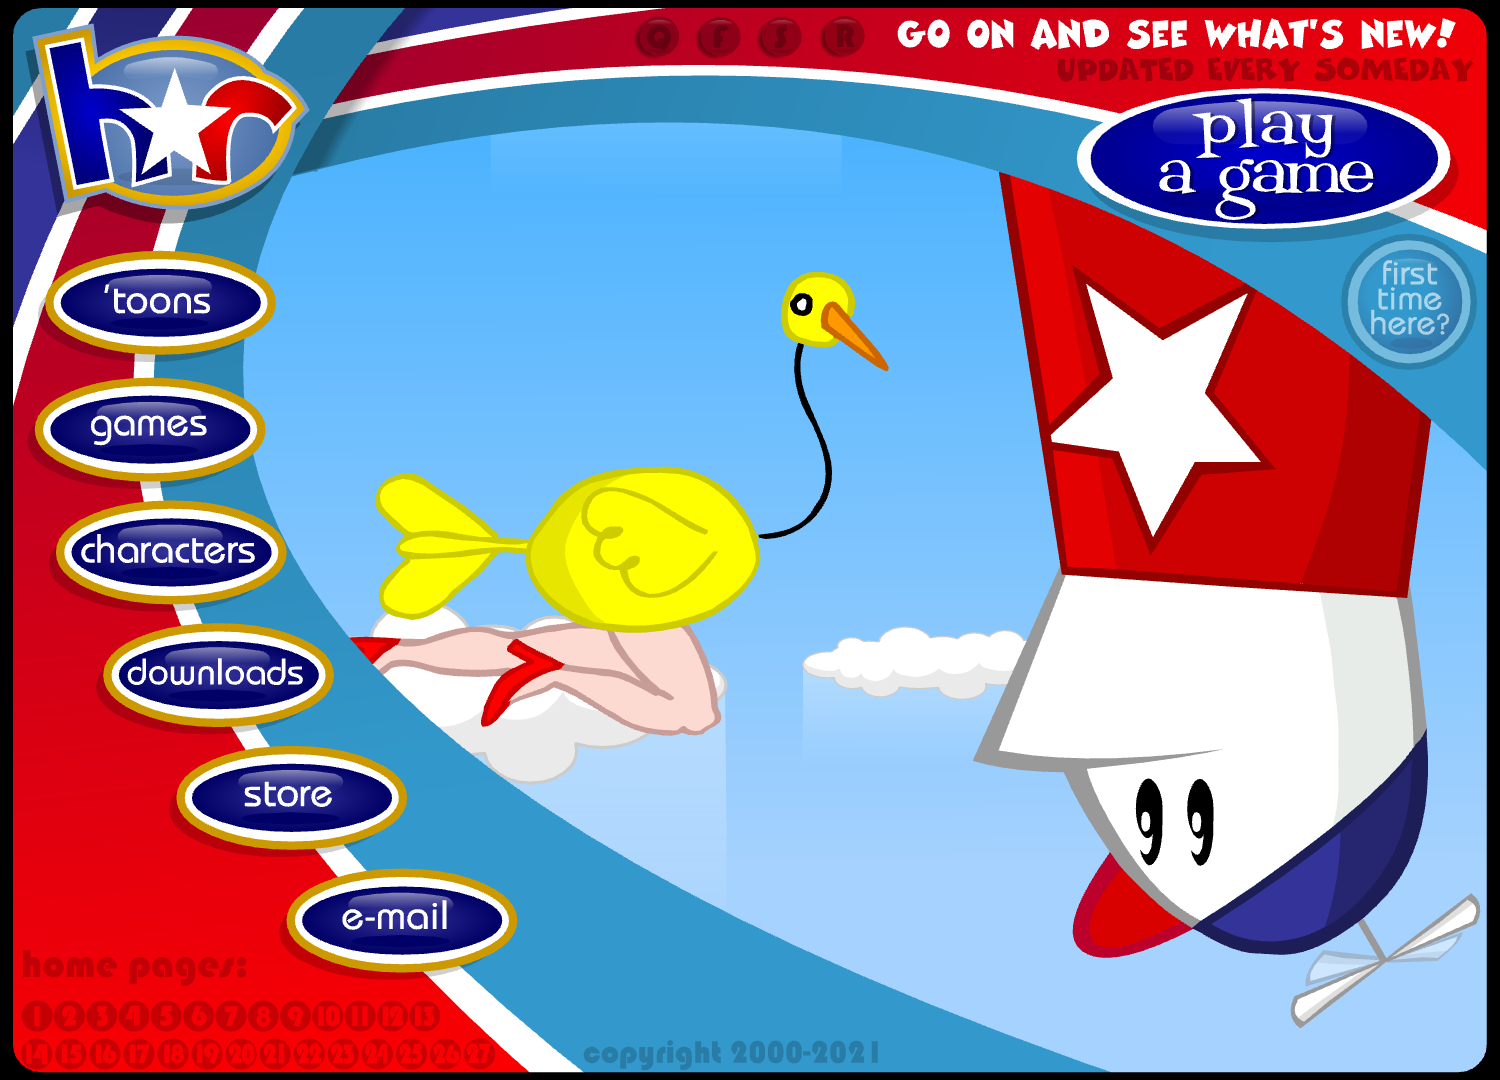 hr
Q F S R
GO ON AND SEE WHAT'S NEW!
UPDATED EVERY SOMEDAY
play
a game
first
time
here?
'toons
games
characters
downloads
store
e-mail
home pages:
1 2 3 4 5 6 7 8 9 10 11 12 13
14 15 16 17 18 19 20 21 22 23 24 25 26 27
copyright 2000-2021